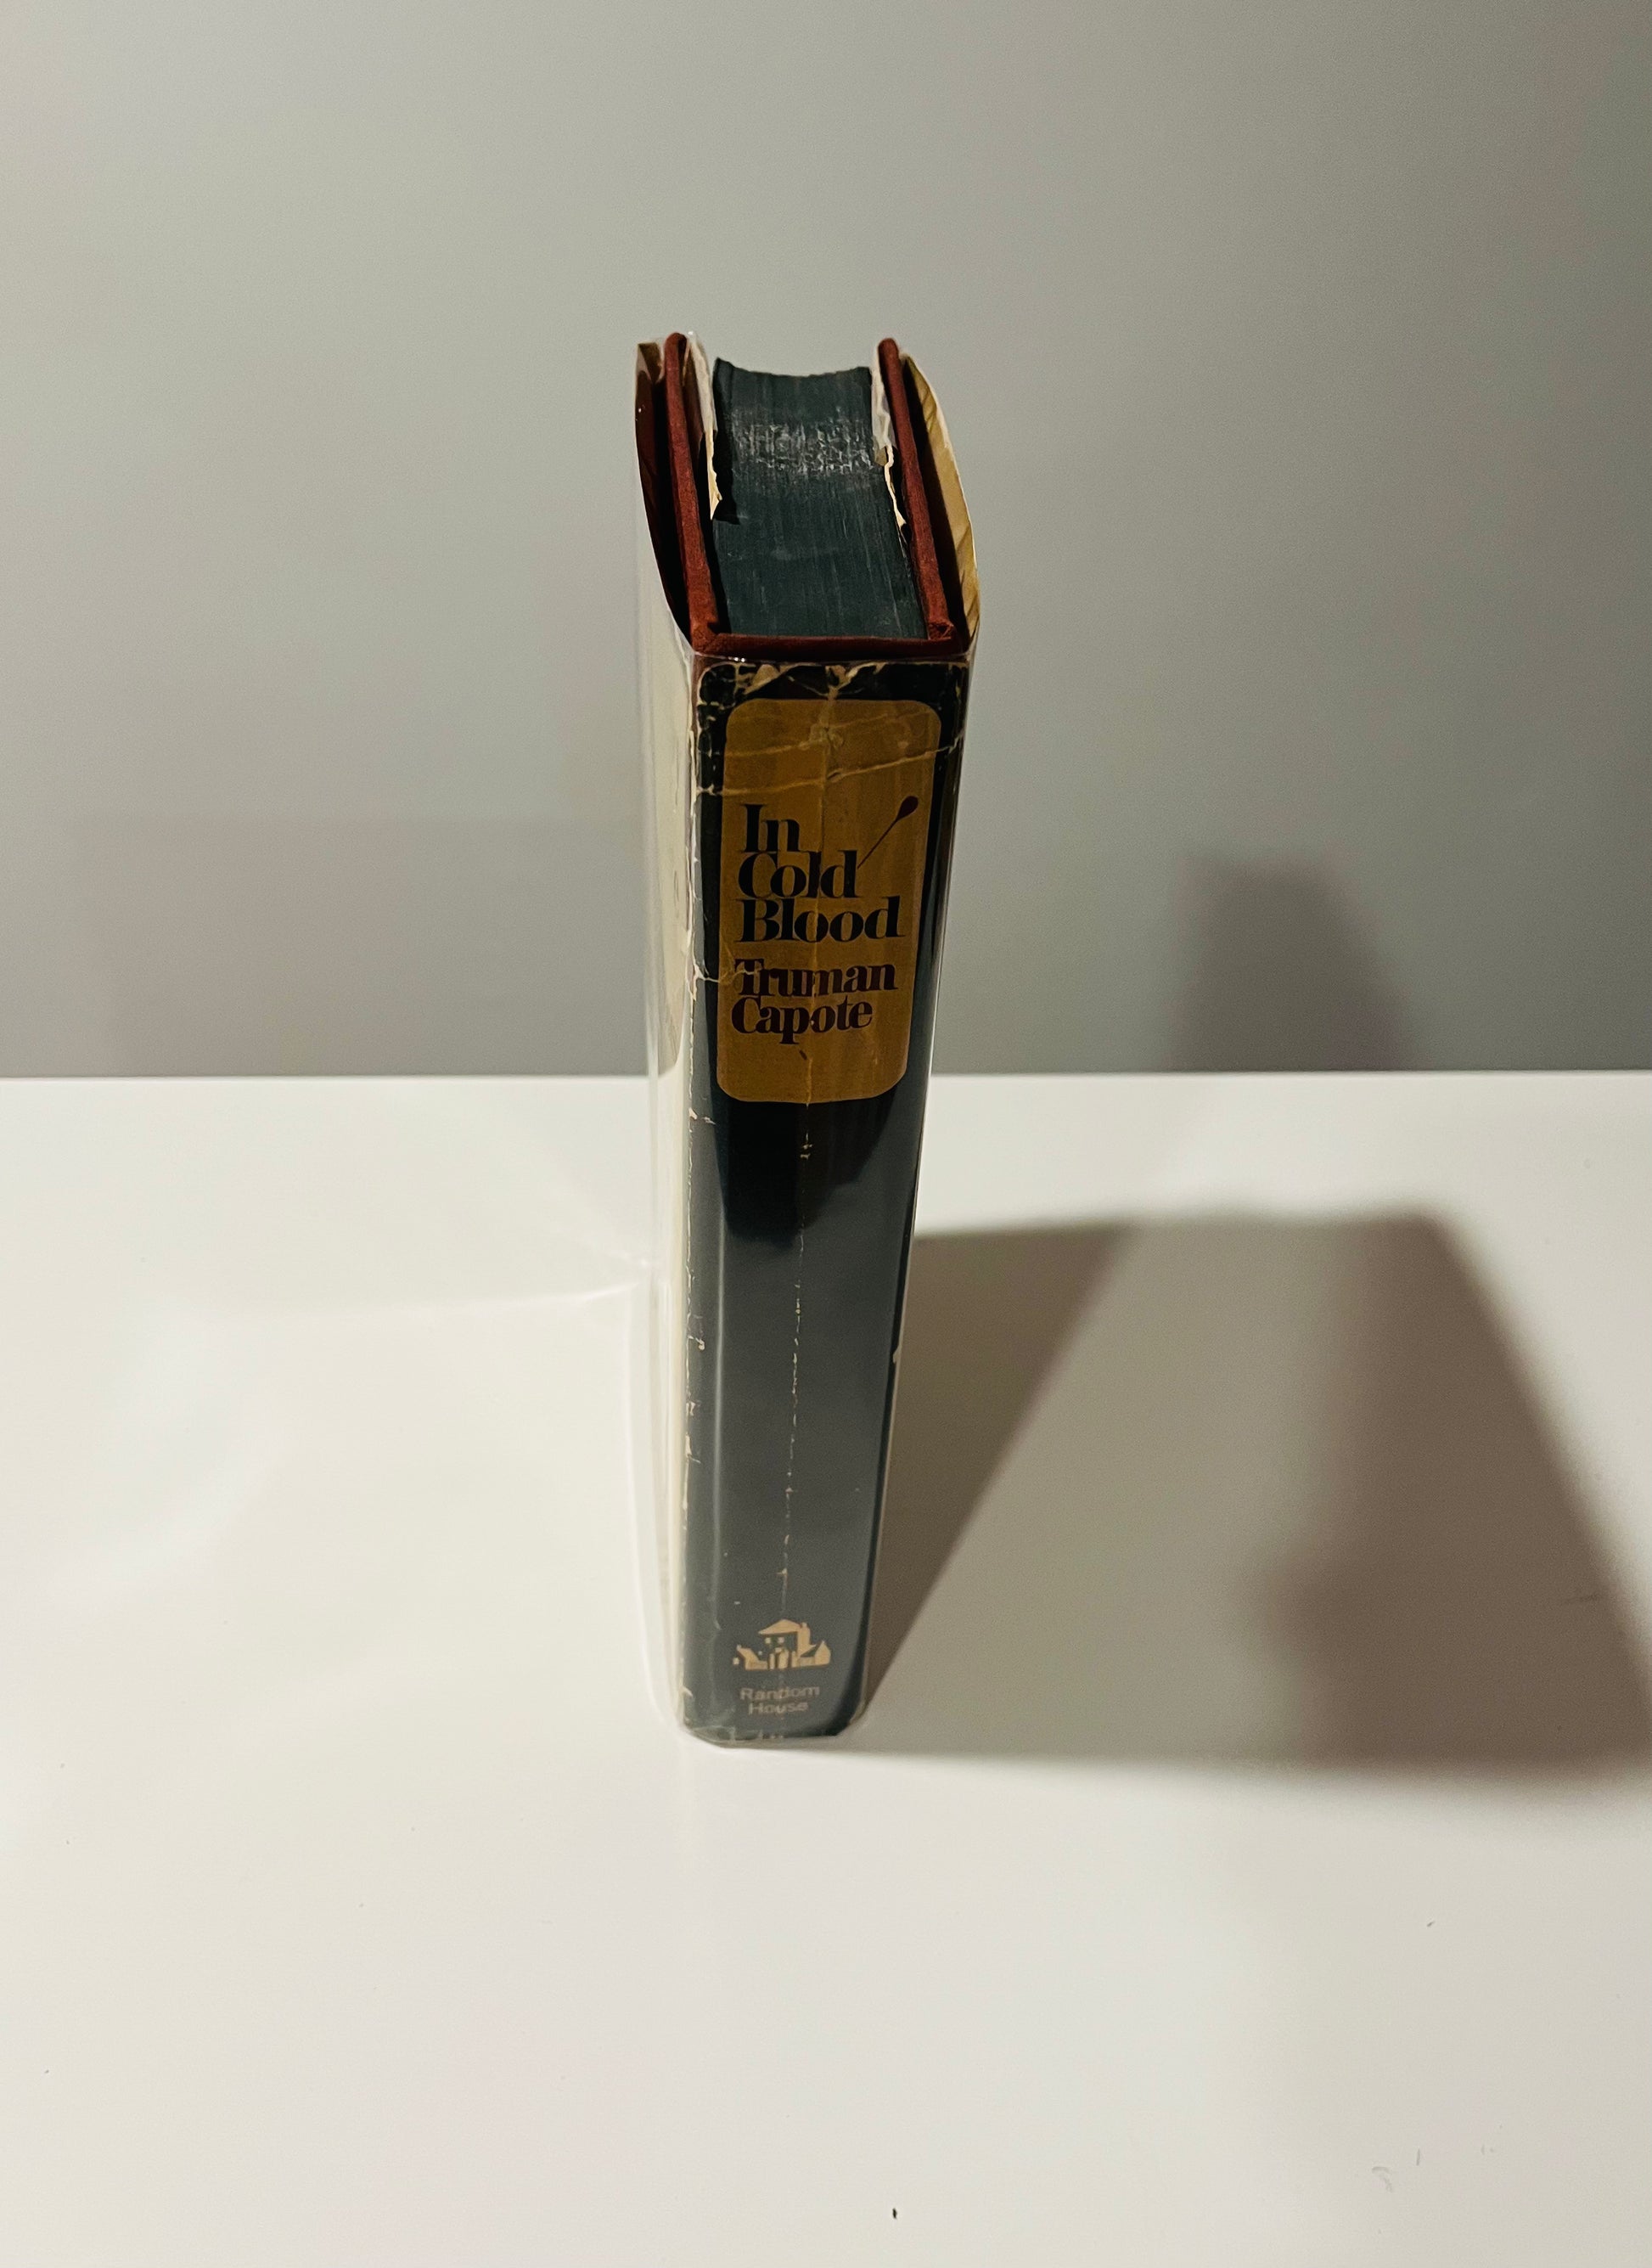 In
Cold
Blood
Truman
Capote
Random
House